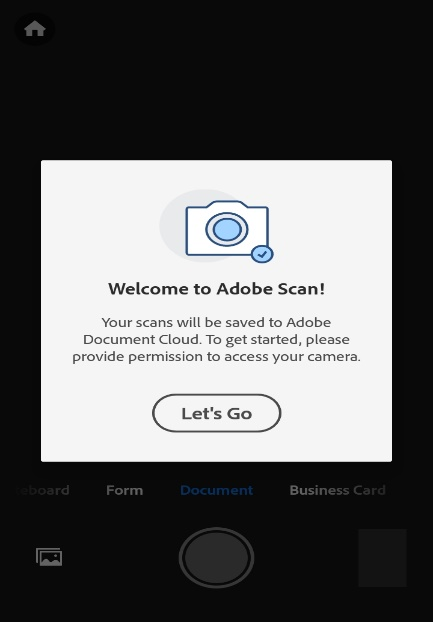 Welcome to Adobe Scan!
Your scans will be saved to Adobe
Document Cloud. To get started, please
provide permission to access your camera.
Let's Go
eboard Form Document Business Card